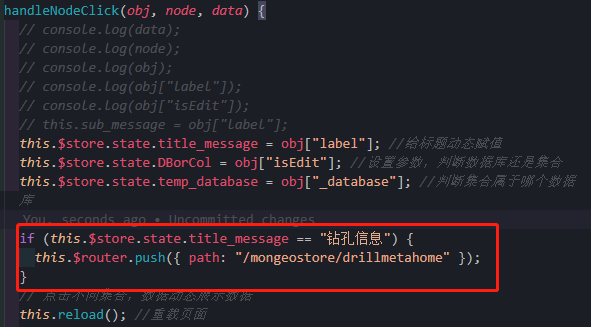 handleNodeClick(obj, node, data) {
// console.log(data);
// console.log(node);
// console.log(obj);
// console.log(obj["label"]);
// console.log(obj["isEdit"]);
// this.sub_message = obj["label"];
this.$store.state.title_message = obj["label"]; //给标题动态赋值
this.$store.state.DBorCol = obj["isEdit"]; //设置参数，判断数据库还是集合
this.$store.state.temp_database = obj["_database"]; //判断集合属于哪个数据
库
You, seconds ago • Uncommitted changes
if (this.$store.state.title_message == "钻孔信息") {
this.$router.push({ path: "/mongeostore/drillmetahome" });
}
// 点击不同集合，数据动态展示数据
this.reload(); //重载页面